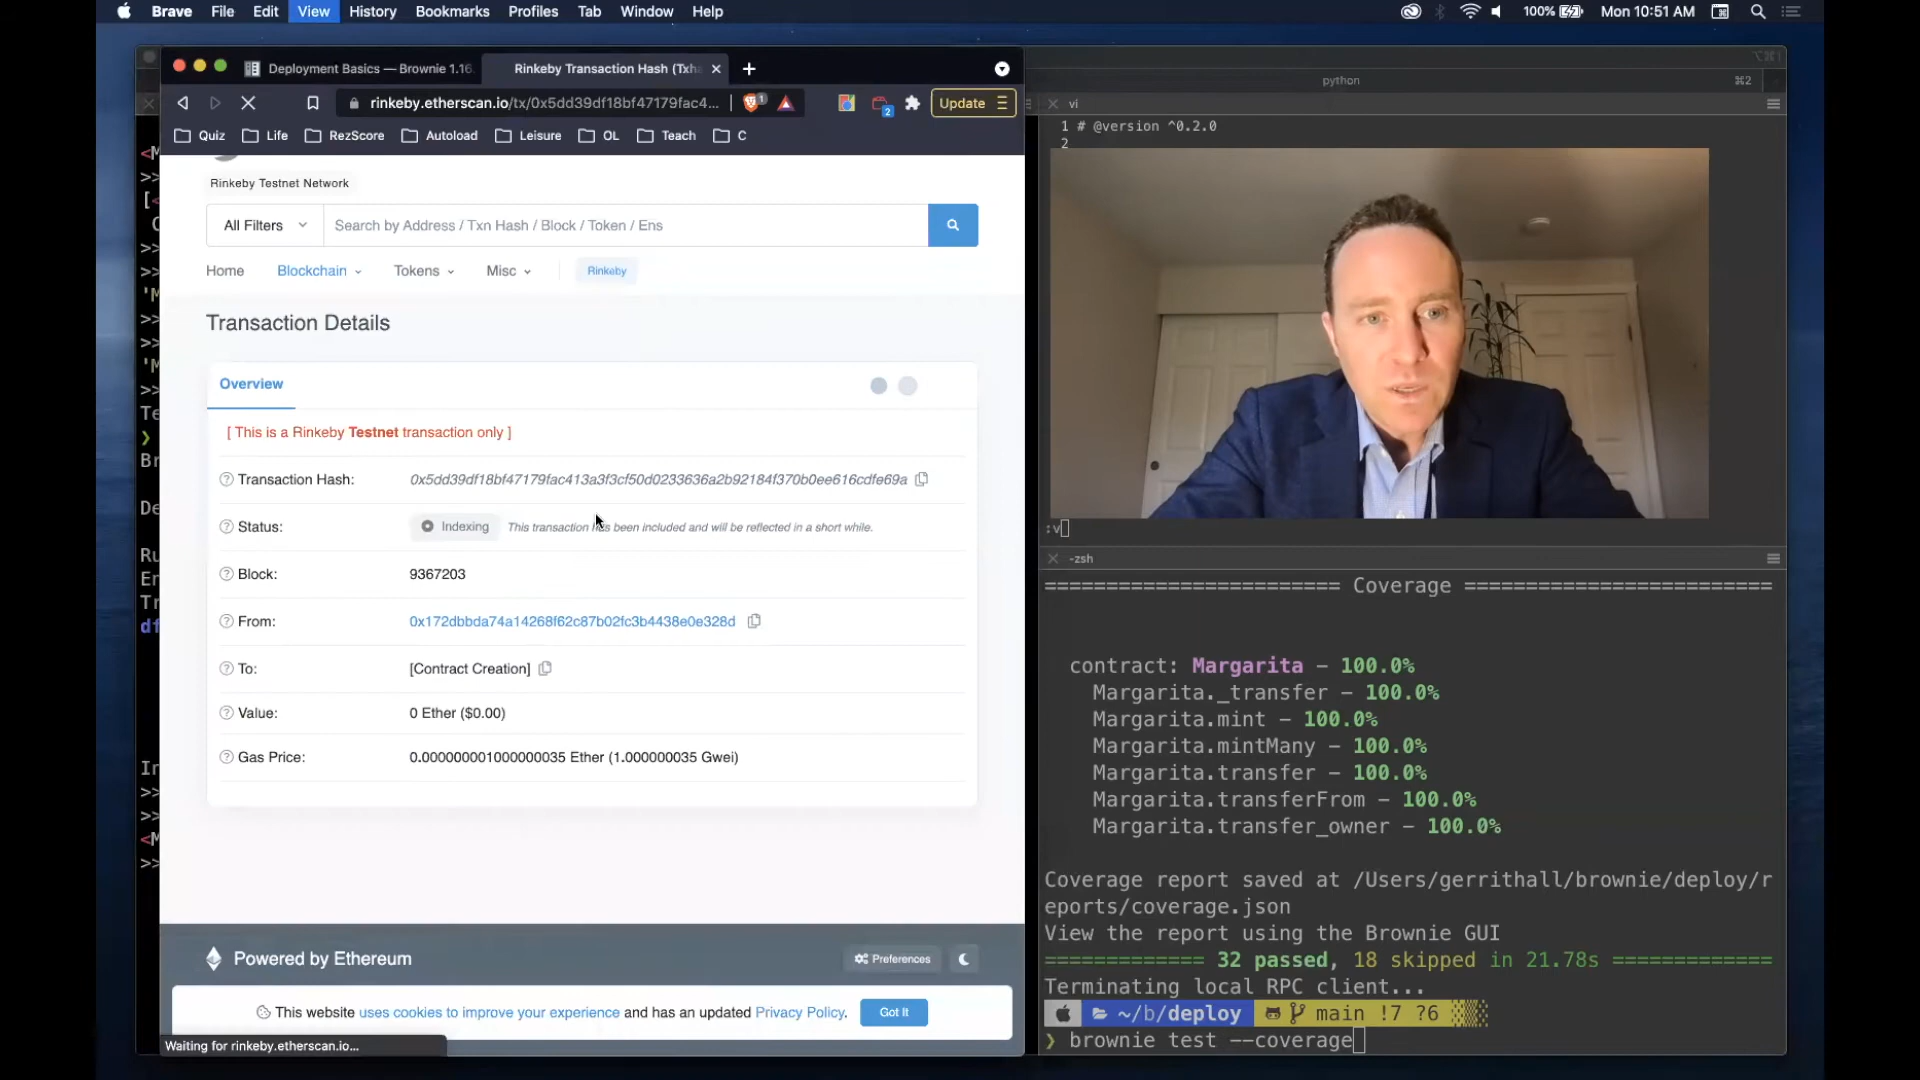 Brave File Edit View History Bookmarks Profiles Tab Window Help
100% Mon 10:51 AM
Deployment Basics — Brownie 1.16.
Rinkeby Transaction Hash (Txha
rinkeby.etherscan.io/tx/0x5dd39df18bf47179fac4...
1
2
Update
Quiz Life RezScore Autoload Leisure OL Teach C
Rinkeby Testnet Network
All Filters
Search by Address / Txn Hash / Block / Token / Ens
Home Blockchain Tokens Misc Rinkeby
Transaction Details
Overview
[ This is a Rinkeby Testnet transaction only ]
Transaction Hash: 0x5dd39df18bf47179fac413a3f3cf50d0233636a2b92184f370b0ee616cdfe69a
Status: Indexing This transaction has been included and will be reflected in a short while.
Block: 9367203
From: 0x172dbbda74a14268f62c87b02fc3b4438e0e328d
To: [Contract Creation]
Value: 0 Ether ($0.00)
Gas Price: 0.000000001000000035 Ether (1.000000035 Gwei)
Powered by Ethereum
Preferences
This website uses cookies to improve your experience and has an updated Privacy Policy. Got It
Waiting for rinkeby.etherscan.io...
python
⌥⌘1
⌘2
vi
1 # @version ^0.2.0
2
:v
-zsh
======================== Coverage =========================
contract: Margarita – 100.0%
Margarita._transfer – 100.0%
Margarita.mint – 100.0%
Margarita.mintMany – 100.0%
Margarita.transfer – 100.0%
Margarita.transferFrom – 100.0%
Margarita.transfer_owner – 100.0%
Coverage report saved at /Users/gerrithall/brownie/deploy/r
eports/coverage.json
View the report using the Brownie GUI
============= 32 passed, 18 skipped in 21.78s =============
Terminating local RPC client...
~/b/deploy main !7 ?6
❯ brownie test --coverage